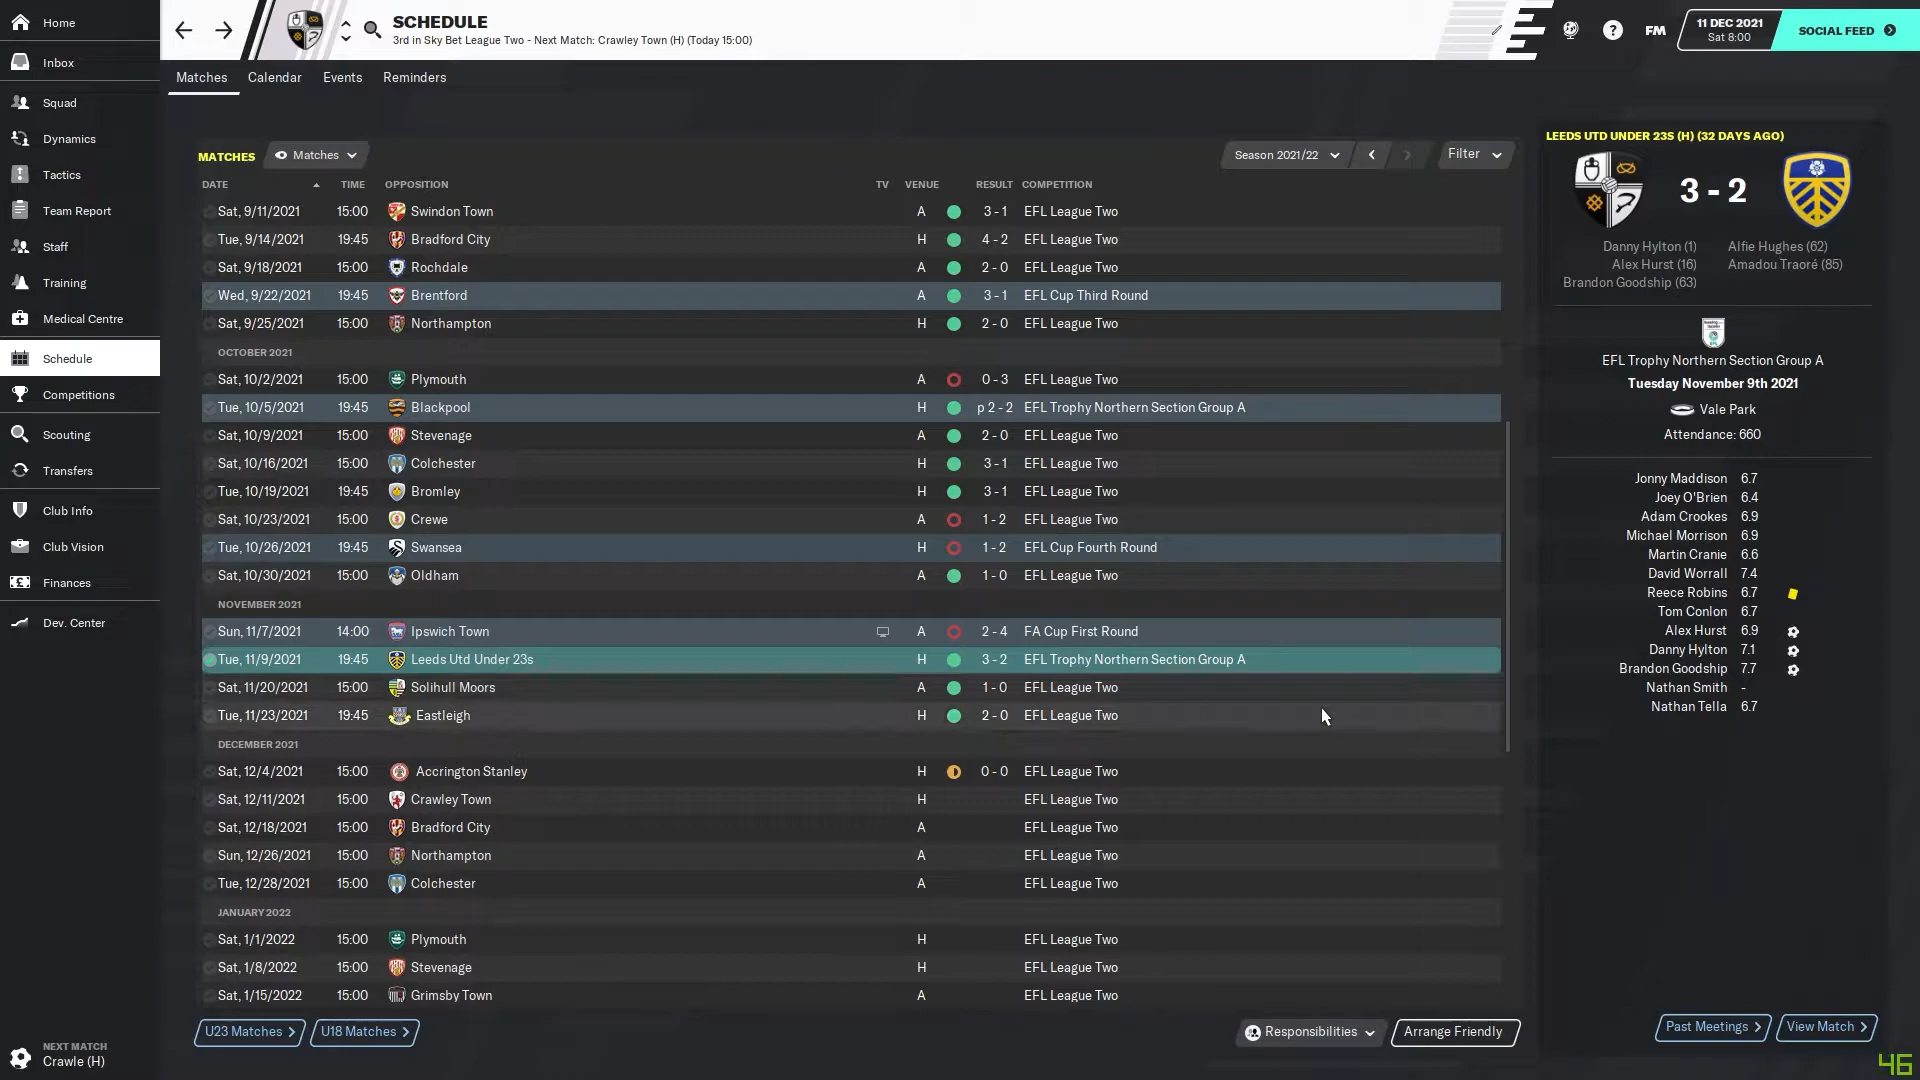 Home
Inbox
Squad
Dynamics
Tactics
Team Report
Staff
Training
Medical Centre
Schedule
Competitions
Scouting
Transfers
Club Info
Club Vision
Finances
Dev. Center
NEXT MATCH
Crawle (H)
SCHEDULE
3rd in Sky Bet League Two - Next Match: Crawley Town (H) (Today 15:00)
FM
11 DEC 2021
Sat 8:00
SOCIAL FEED
Matches Calendar Events Reminders
MATCHES Matches Season 2021/22 Filter
DATE TIME OPPOSITION TV VENUE RESULT COMPETITION
Sat, 9/11/2021 15:00 Swindon Town A 3 - 1 EFL League Two
Tue, 9/14/2021 19:45 Bradford City H 4 - 2 EFL League Two
Sat, 9/18/2021 15:00 Rochdale A 2 - 0 EFL League Two
Wed, 9/22/2021 19:45 Brentford A 3 - 1 EFL Cup Third Round
Sat, 9/25/2021 15:00 Northampton H 2 - 0 EFL League Two
OCTOBER 2021
Sat, 10/2/2021 15:00 Plymouth A 0 - 3 EFL League Two
Tue, 10/5/2021 19:45 Blackpool H p 2 - 2 EFL Trophy Northern Section Group A
Sat, 10/9/2021 15:00 Stevenage A 2 - 0 EFL League Two
Sat, 10/16/2021 15:00 Colchester H 3 - 1 EFL League Two
Tue, 10/19/2021 19:45 Bromley H 3 - 1 EFL League Two
Sat, 10/23/2021 15:00 Crewe A 1 - 2 EFL League Two
Tue, 10/26/2021 19:45 Swansea H 1 - 2 EFL Cup Fourth Round
Sat, 10/30/2021 15:00 Oldham A 1 - 0 EFL League Two
NOVEMBER 2021
Sun, 11/7/2021 14:00 Ipswich Town A 2 - 4 FA Cup First Round
Tue, 11/9/2021 19:45 Leeds Utd Under 23s H 3 - 2 EFL Trophy Northern Section Group A
Sat, 11/20/2021 15:00 Solihull Moors A 1 - 0 EFL League Two
Tue, 11/23/2021 19:45 Eastleigh H 2 - 0 EFL League Two
DECEMBER 2021
Sat, 12/4/2021 15:00 Accrington Stanley H 0 - 0 EFL League Two
Sat, 12/11/2021 15:00 Crawley Town H EFL League Two
Sat, 12/18/2021 15:00 Bradford City A EFL League Two
Sun, 12/26/2021 15:00 Northampton A EFL League Two
Tue, 12/28/2021 15:00 Colchester A EFL League Two
JANUARY 2022
Sat, 1/1/2022 15:00 Plymouth H EFL League Two
Sat, 1/8/2022 15:00 Stevenage H EFL League Two
Sat, 1/15/2022 15:00 Grimsby Town A EFL League Two
U23 Matches U18 Matches Responsibilities Arrange Friendly
LEEDS UTD UNDER 23S (H) (32 DAYS AGO)
3 - 2
Danny Hylton (1) Alfie Hughes (62)
Alex Hurst (16) Amadou Traoré (85)
Brandon Goodship (63)
EFL Trophy Northern Section Group A
Tuesday November 9th 2021
Vale Park
Attendance: 660
Jonny Maddison 6.7
Joey O'Brien 6.4
Adam Crookes 6.9
Michael Morrison 6.9
Martin Cranie 6.6
David Worrall 7.4
Reece Robins 6.7
Tom Conlon 6.7
Alex Hurst 6.9
Danny Hylton 7.1
Brandon Goodship 7.7
Nathan Smith -
Nathan Tella 6.7
Past Meetings View Match
46